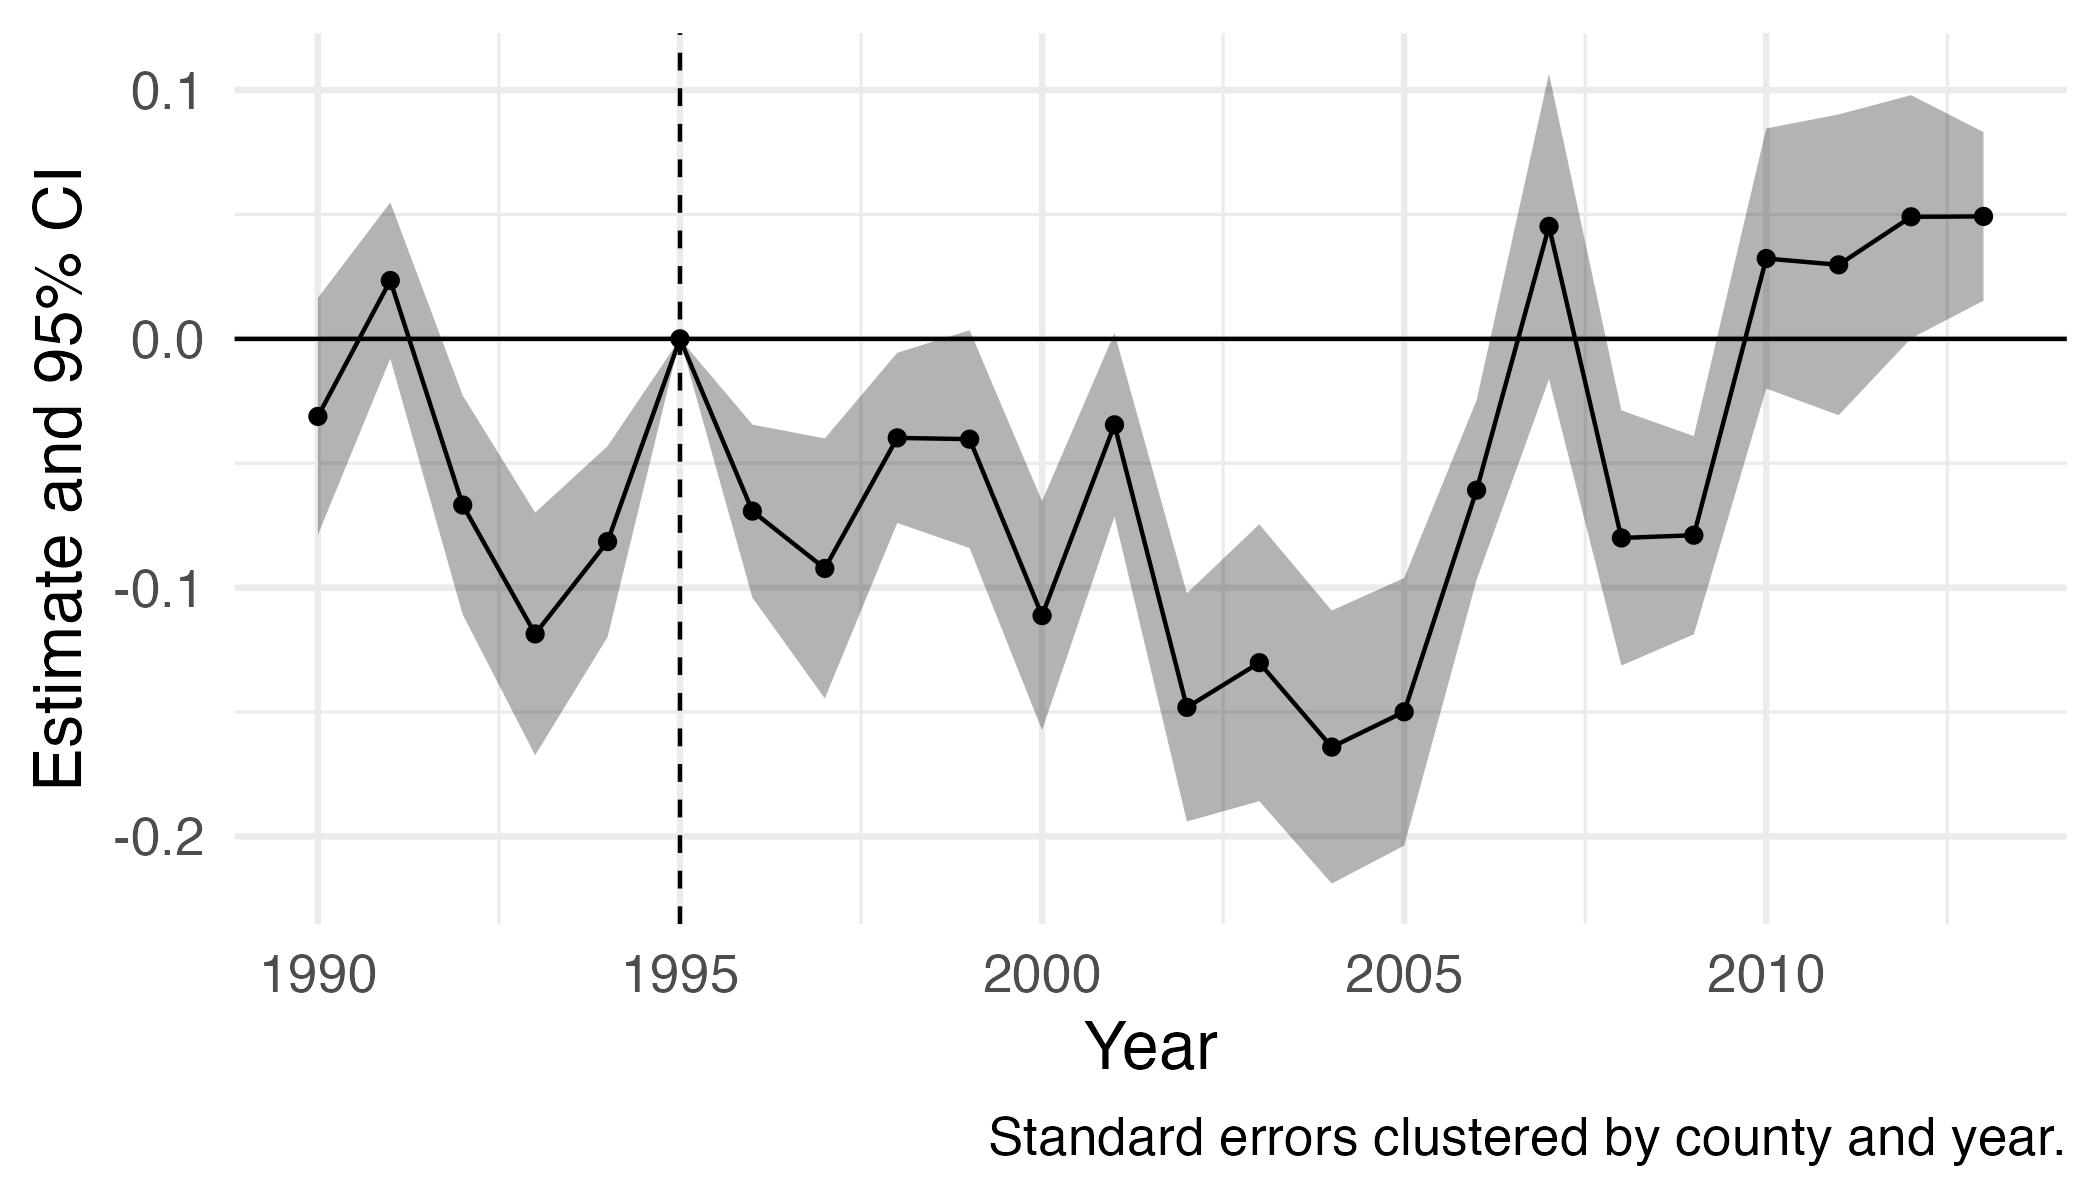 Estimate and 95% CI
0.1
0.0
-0.1
-0.2
1990 1995 2000 2005 2010
Year
Standard errors clustered by county and year.